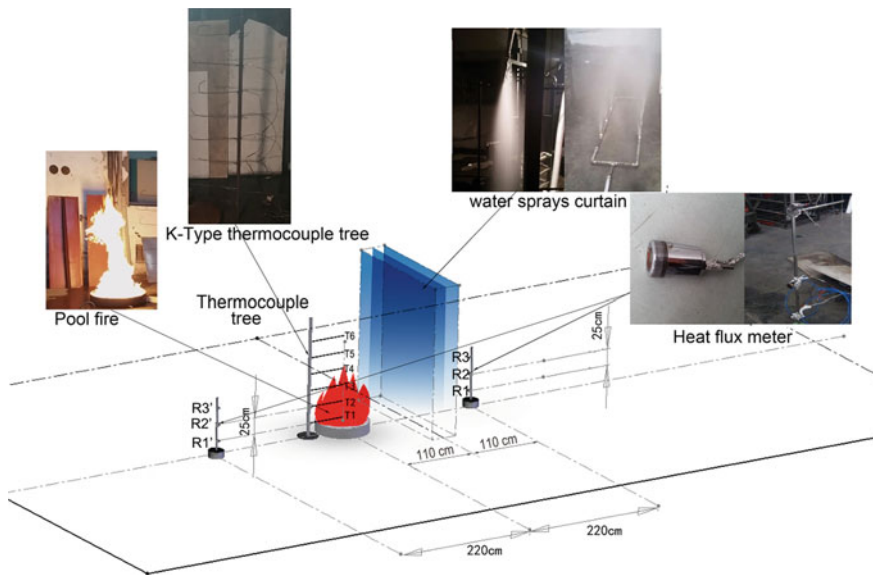 water sprays curtain
K-Type thermocouple tree
Pool fire
Heat flux meter
Thermocouple
tree
T6
T5
T4
T3
T2
T1
R3
R2
R1
25cm
R3'
R2'
R1'
25cm
110 cm
110 cm
220cm
220cm